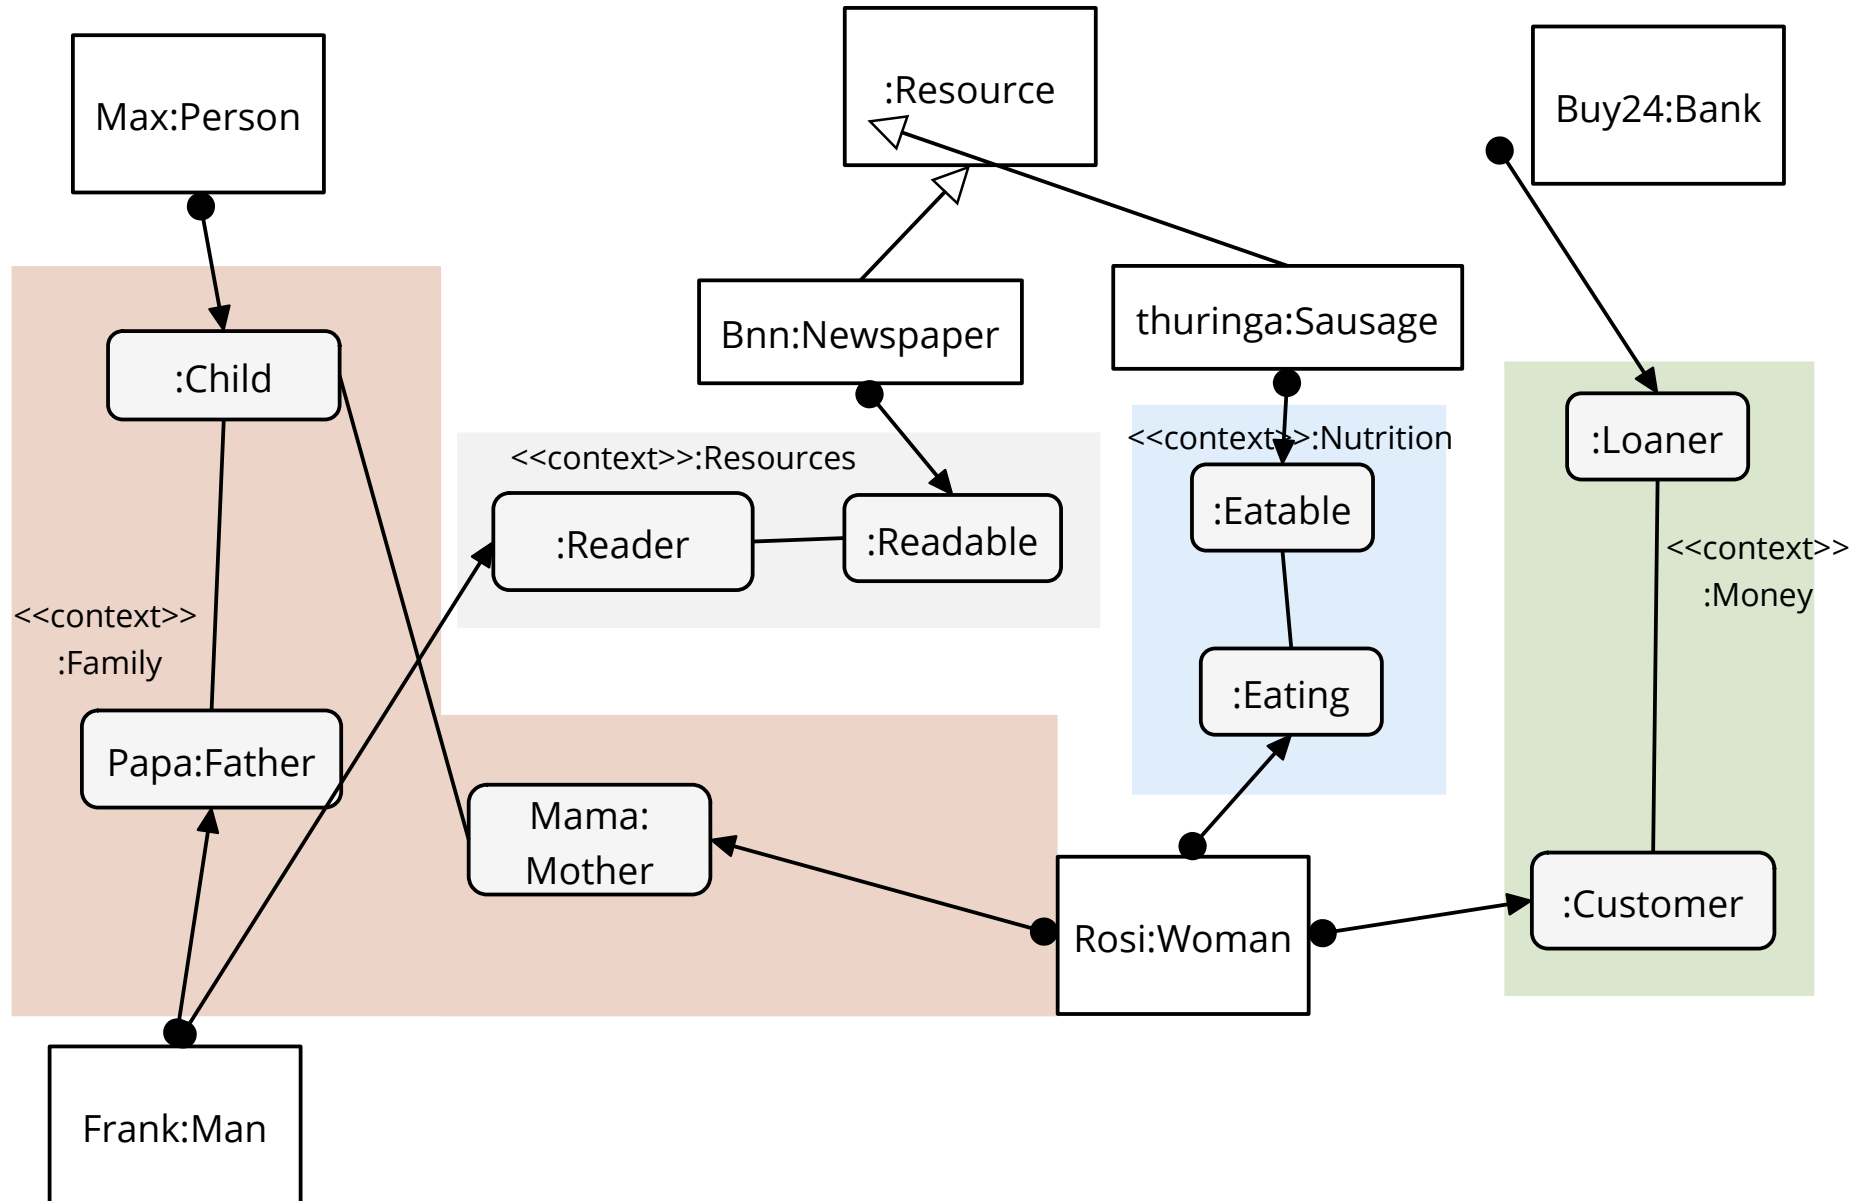 :Resource
Max:Person
Buy24:Bank
Bnn:Newspaper
thuringa:Sausage
:Child
<<context>>:Resources
<<context>>:Nutrition
:Loaner
:Reader
:Readable
:Eatable
<<context>>
:Money
<<context>>
:Family
:Eating
Papa:Father
Mama:
Mother
Rosi:Woman
:Customer
Frank:Man